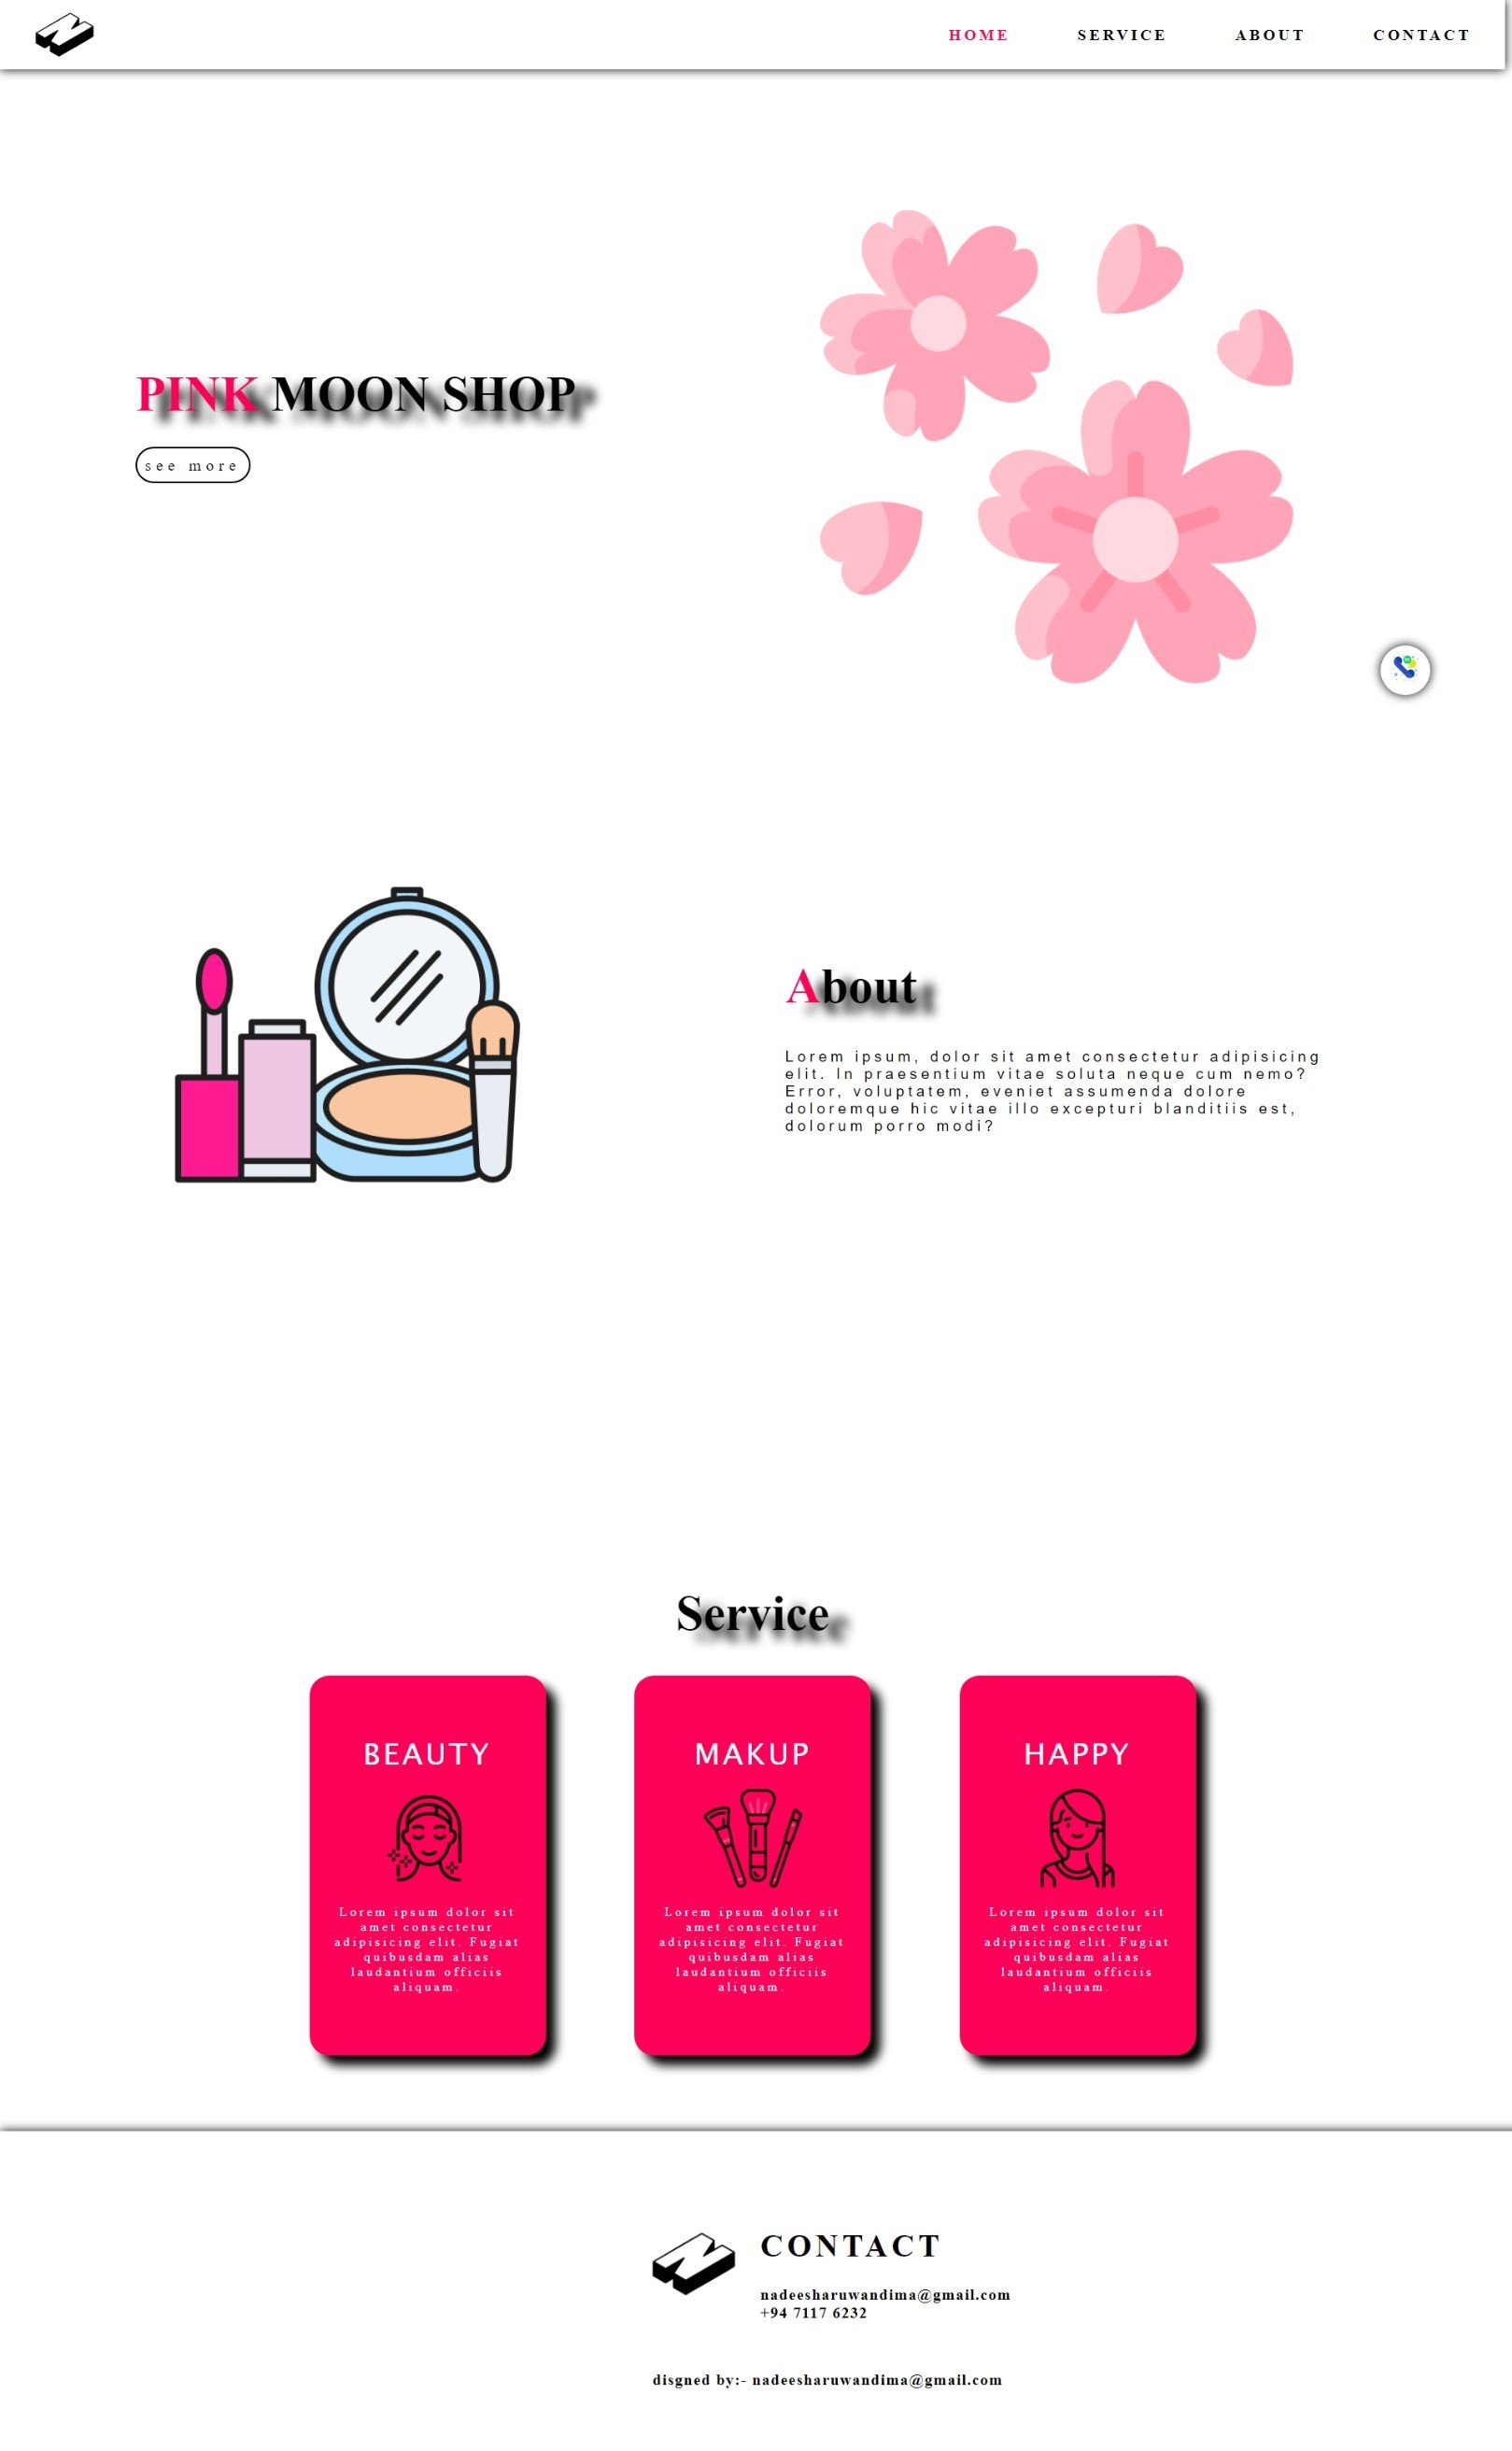 HOME SERVICE ABOUT CONTACT
PINK MOON SHOP
see more
About
Lorem ipsum, dolor sit amet consectetur adipisicing
elit. In praesentium vitae soluta neque cum nemo?
Error, voluptatem, eveniet assumenda dolore
doloremque hic vitae illo excepturi blanditiis est,
dolorum porro modi?
Service
BEAUTY
Lorem ipsum dolor sit
amet consectetur
adipisicing elit. Fugiat
quibusdam alias
laudantium officiis
aliquam.
MAKUP
Lorem ipsum dolor sit
amet consectetur
adipisicing elit. Fugiat
quibusdam alias
laudantium officiis
aliquam.
HAPPY
Lorem ipsum dolor sit
amet consectetur
adipisicing elit. Fugiat
quibusdam alias
laudantium officiis
aliquam.
CONTACT
nadeesharuwandima@gmail.com
+94 7117 6232
disgned by:- nadeesharuwandima@gmail.com